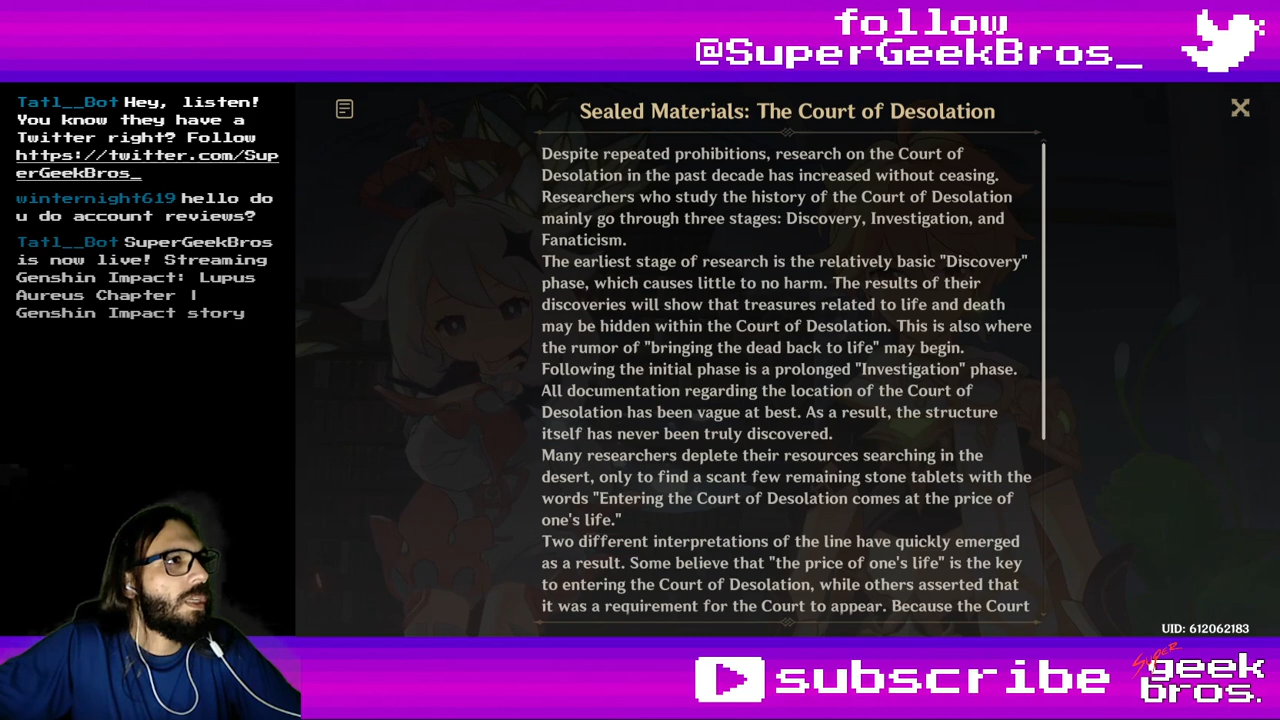 follow
@SuperGeekBros_
Tatl__Bot Hey, listen!
You know they have a
Twitter right? Follow
https://twitter.com/Sup
erGeekBros_
winternight619 hello do
u do account reviews?
Tatl__Bot SuperGeekBros
is now live! Streaming
Genshin Impact: Lupus
Aureus Chapter |
Genshin Impact story
Sealed Materials: The Court of Desolation
Despite repeated prohibitions, research on the Court of
Desolation in the past decade has increased without ceasing.
Researchers who study the history of the Court of Desolation
mainly go through three stages: Discovery, Investigation, and
Fanaticism.
The earliest stage of research is the relatively basic "Discovery"
phase, which causes little to no harm. The results of their
discoveries will show that treasures related to life and death
may be hidden within the Court of Desolation. This is also where
the rumor of "bringing the dead back to life" may begin.
Following the initial phase is a prolonged "Investigation" phase.
All documentation regarding the location of the Court of
Desolation has been vague at best. As a result, the structure
itself has never been truly discovered.
Many researchers deplete their resources searching in the
desert, only to find a scant few remaining stone tablets with the
words "Entering the Court of Desolation comes at the price of
one's life."
Two different interpretations of the line have quickly emerged
as a result. Some believe that "the price of one's life" is the key
to entering the Court of Desolation, while others asserted that
it was a requirement for the Court to appear. Because the Court
UID: 612062183
subscribe
SUPER
geek
bros.